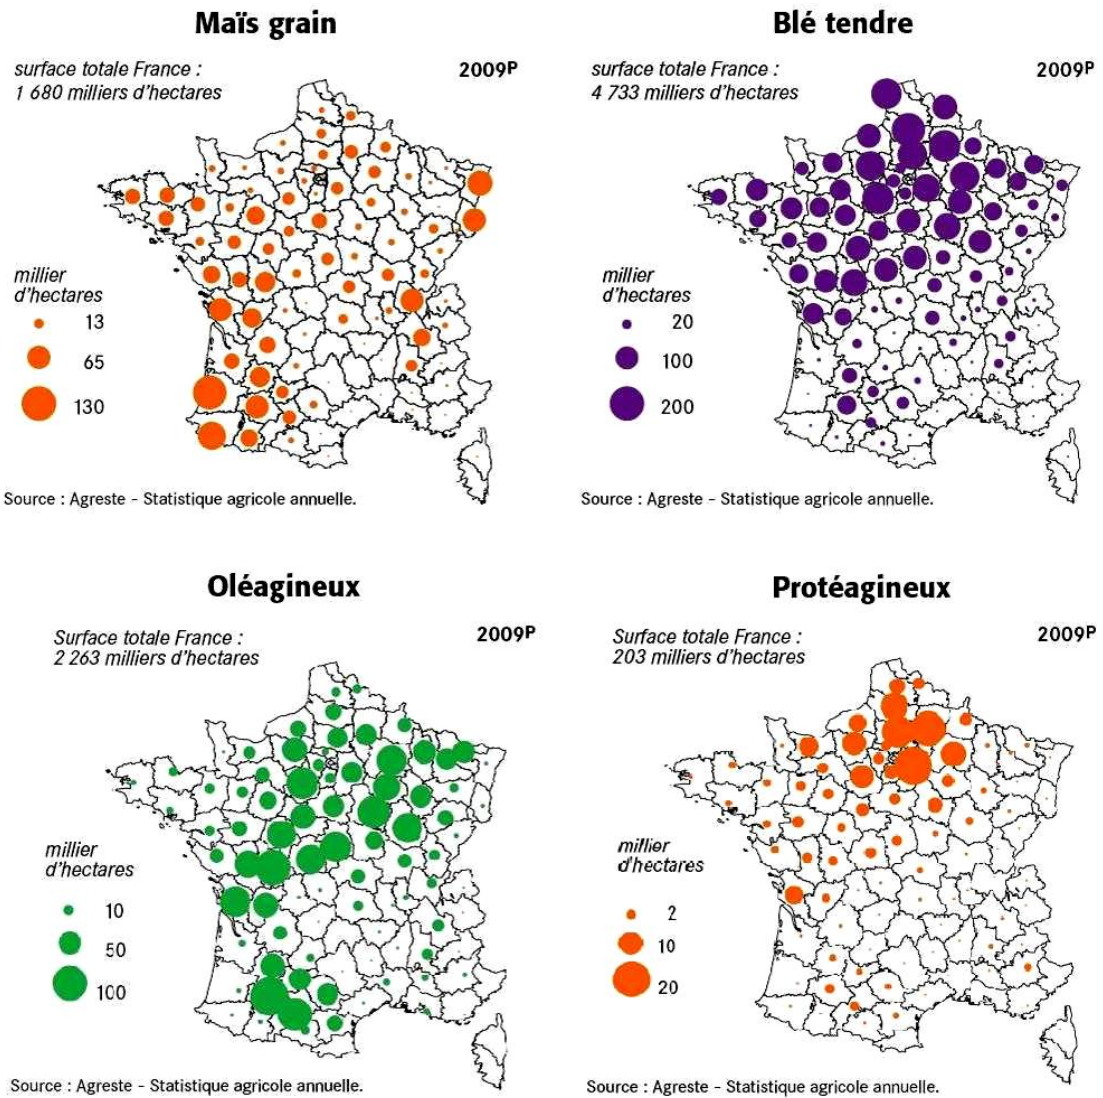 Maïs grain
surface totale France :
1 680 milliers d'hectares
2009P
millier
d'hectares
13
65
130
Source : Agreste – Statistique agricole annuelle.
Blé tendre
surface totale France :
4 733 milliers d'hectares
2009P
millier
d'hectares
20
100
200
Source : Agreste – Statistique agricole annuelle.
Oléagineux
Surface totale France :
2 263 milliers d'hectares
2009P
millier
d'hectares
10
50
100
Source : Agreste – Statistique agricole annuelle.
Protéagineux
Surface totale France :
203 milliers d'hectares
2009P
millier
d'hectares
2
10
20
Source : Agreste – Statistique agricole annuelle.